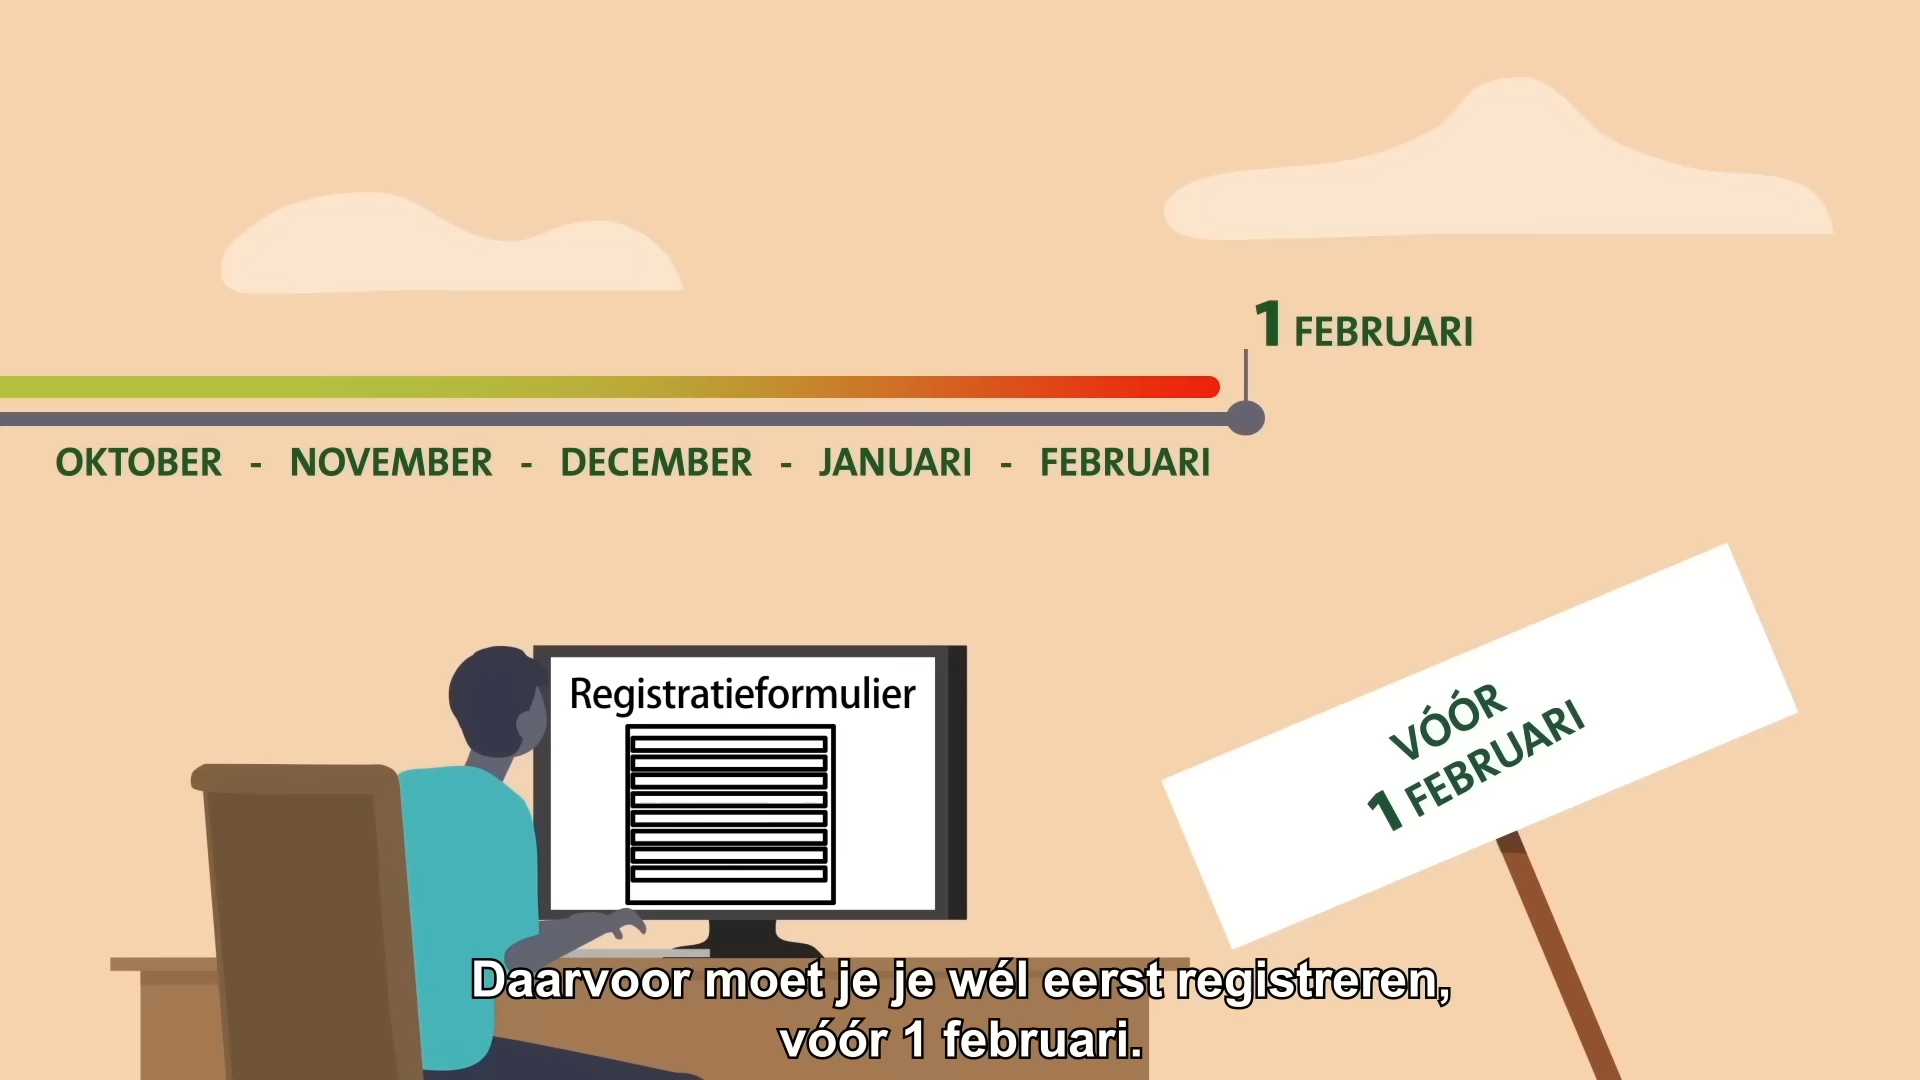 1 FEBRUARI
OKTOBER - NOVEMBER - DECEMBER - JANUARI - FEBRUARI
Registratieformulier
VÓÓR
1 FEBRUARI
Daarvoor moet je je wél eerst registreren,
vóór 1 februari.